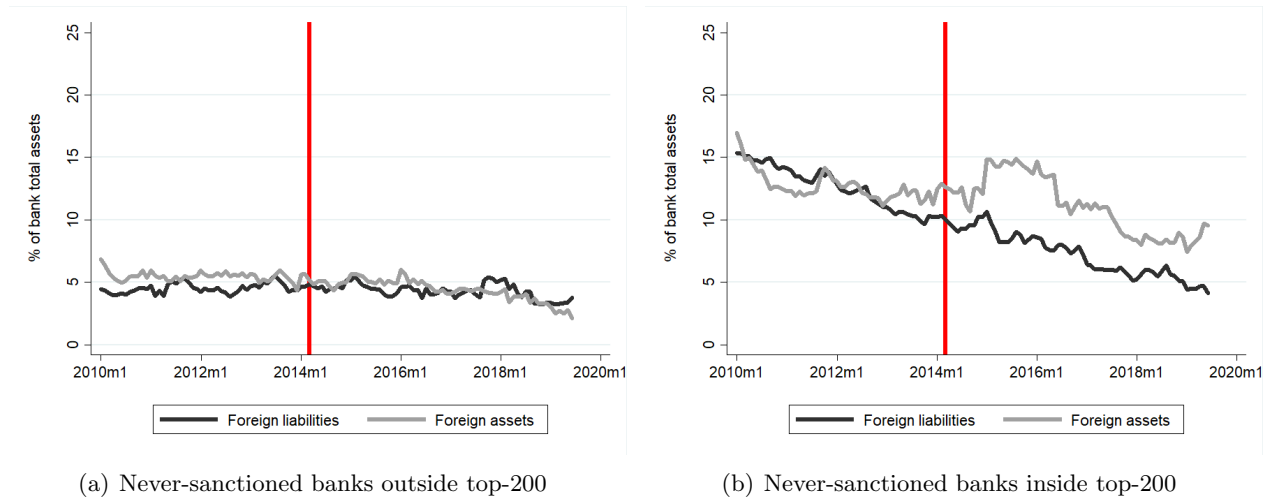 % of bank total assets
25
20
15
10
5
0
2010m1 2012m1 2014m1 2016m1 2018m1 2020m1
Foreign liabilities Foreign assets
(a) Never-sanctioned banks outside top-200
% of bank total assets
25
20
15
10
5
0
2010m1 2012m1 2014m1 2016m1 2018m1 2020m1
Foreign liabilities Foreign assets
(b) Never-sanctioned banks inside top-200